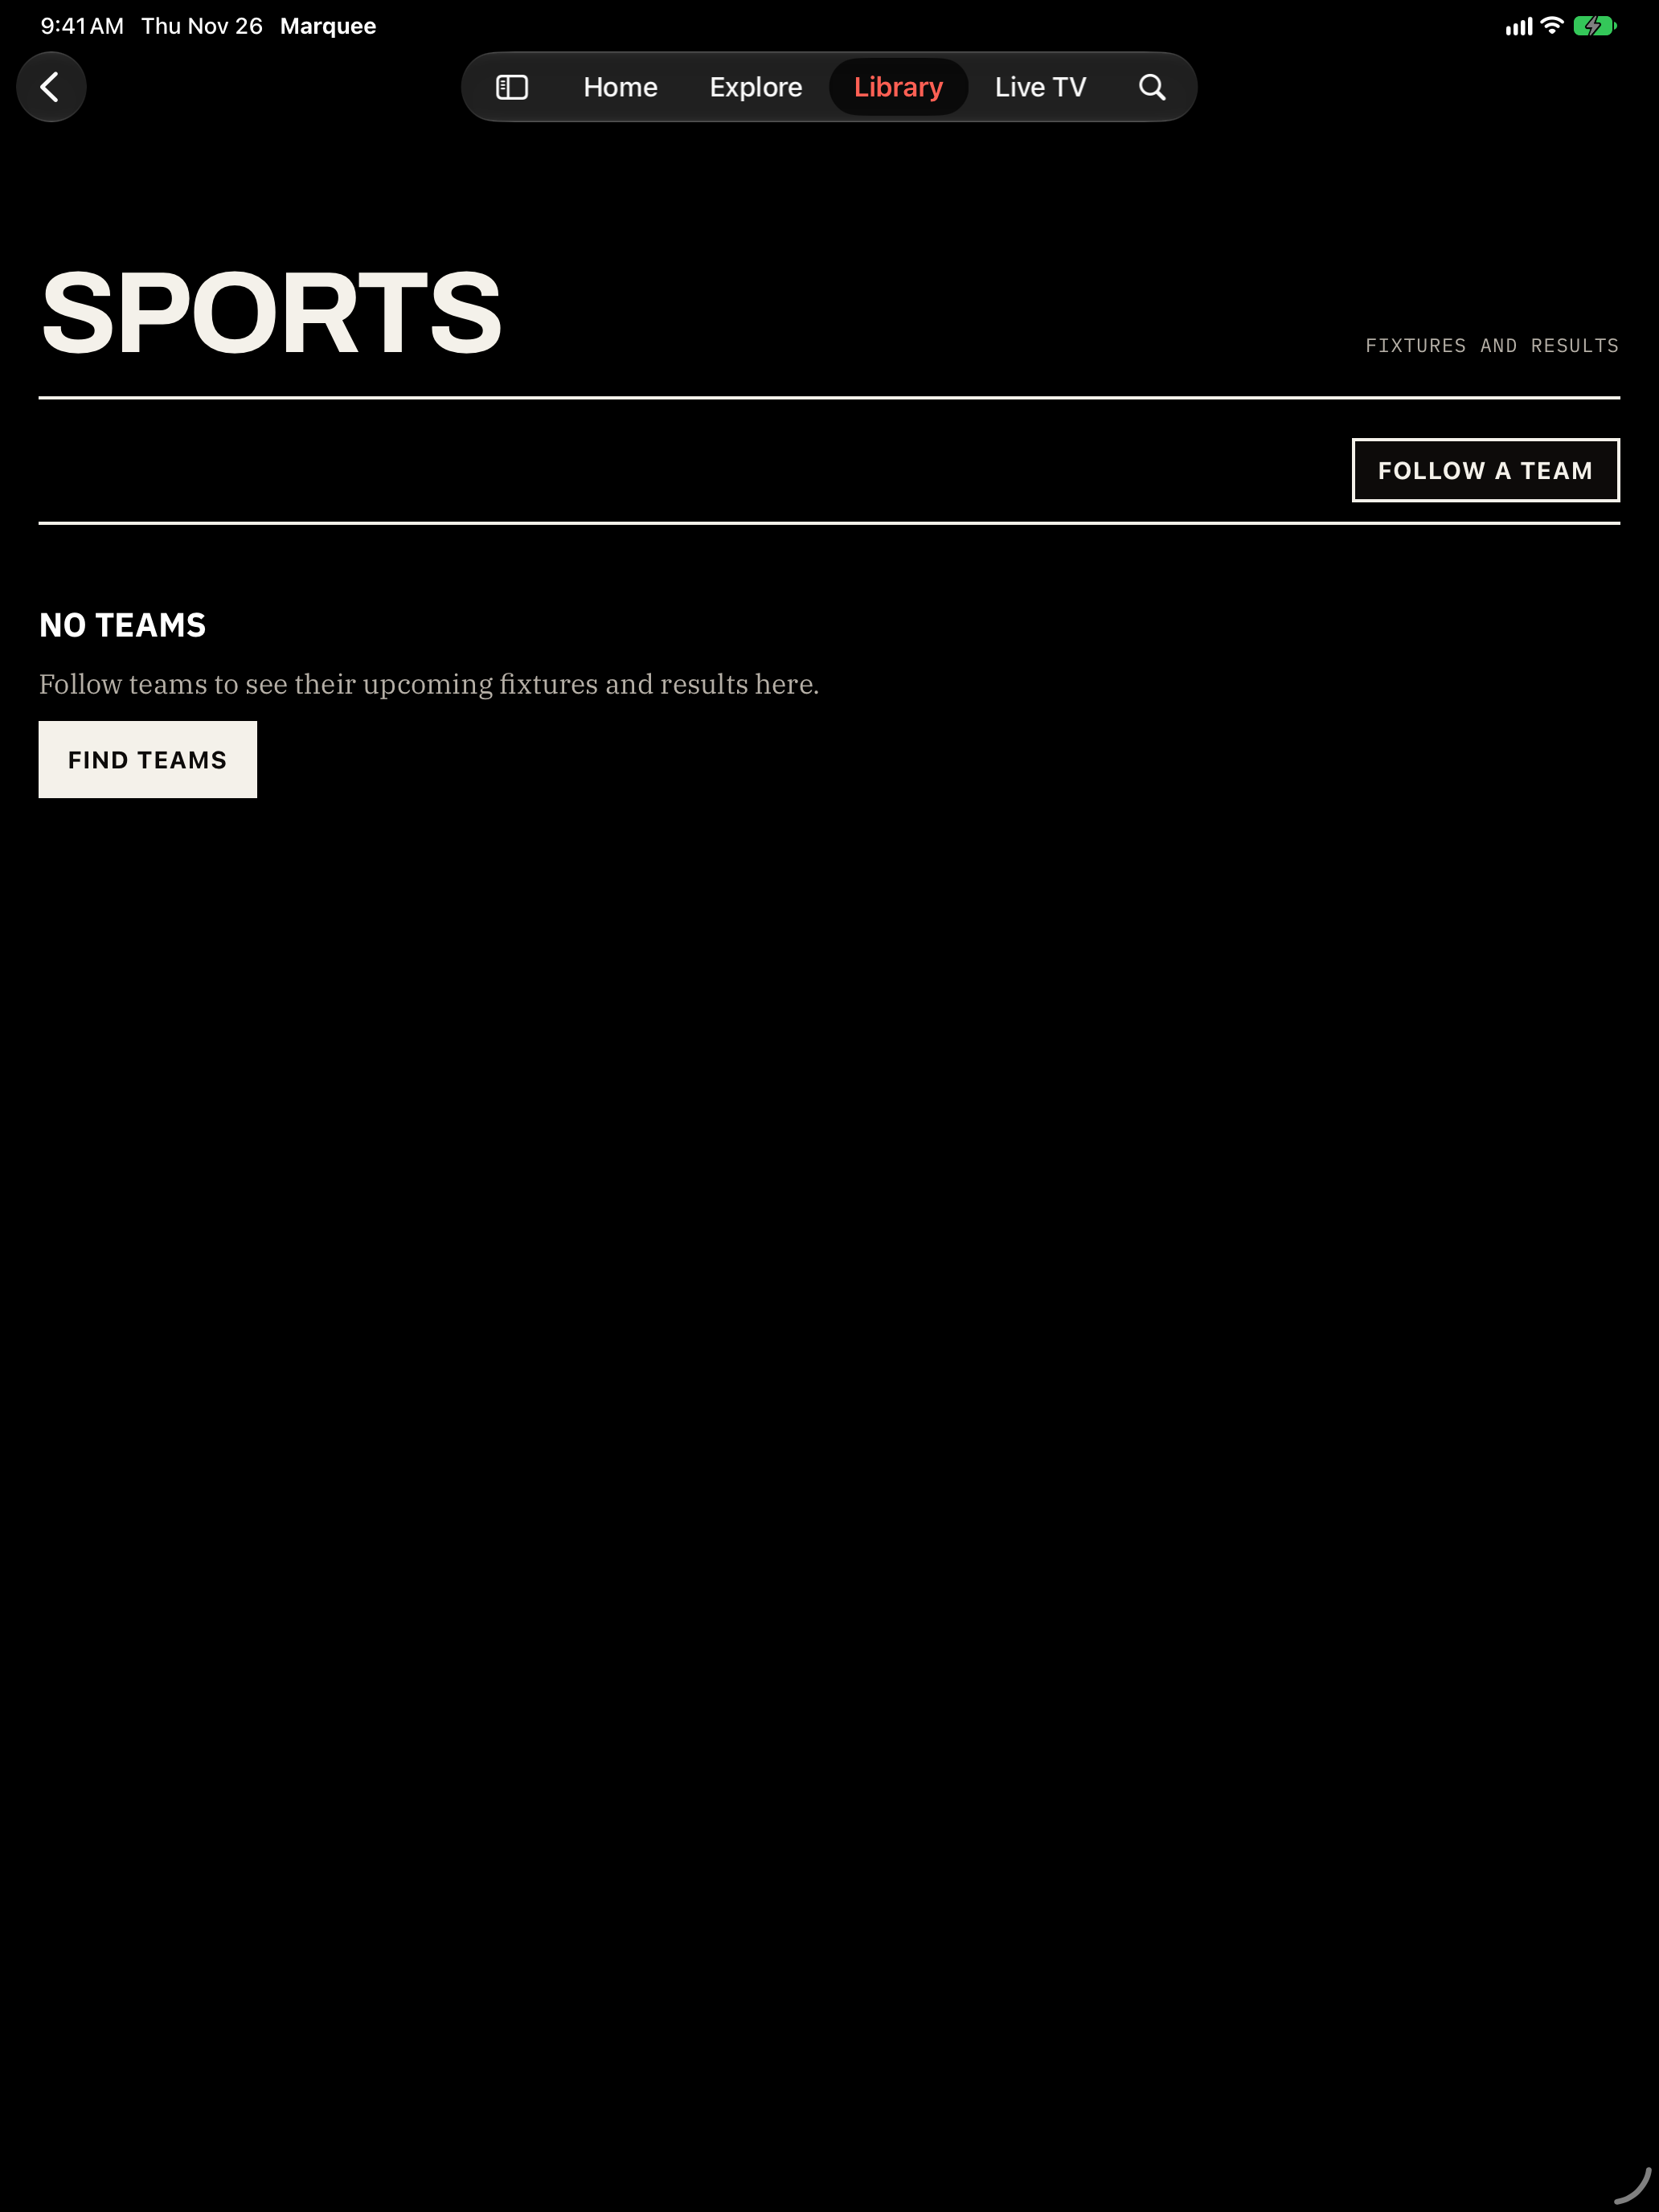 9:41 AM Thu Nov 26 Marquee
Home Explore Library Live TV
SPORTS
FIXTURES AND RESULTS
FOLLOW A TEAM
NO TEAMS
Follow teams to see their upcoming fixtures and results here.
FIND TEAMS